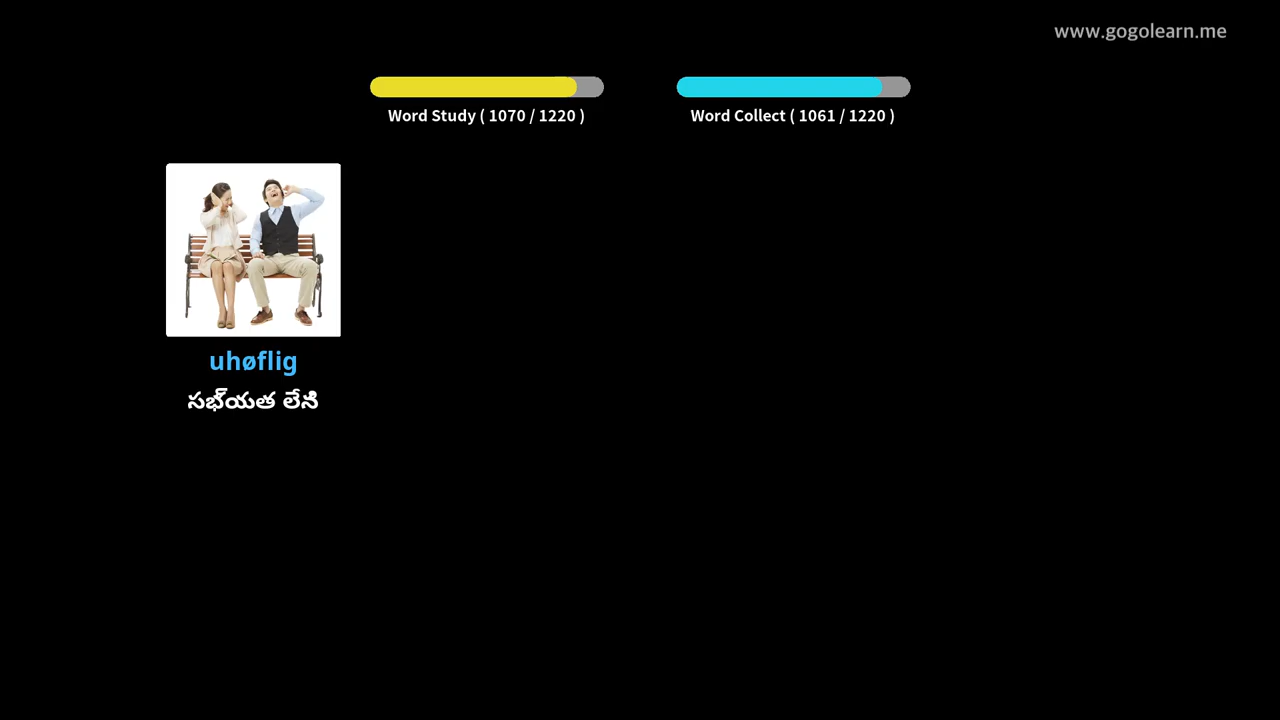 www.gogolearn.me
Word Study ( 1070 / 1220 )
Word Collect ( 1061 / 1220 )
uhøflig
సభ్యత లేని